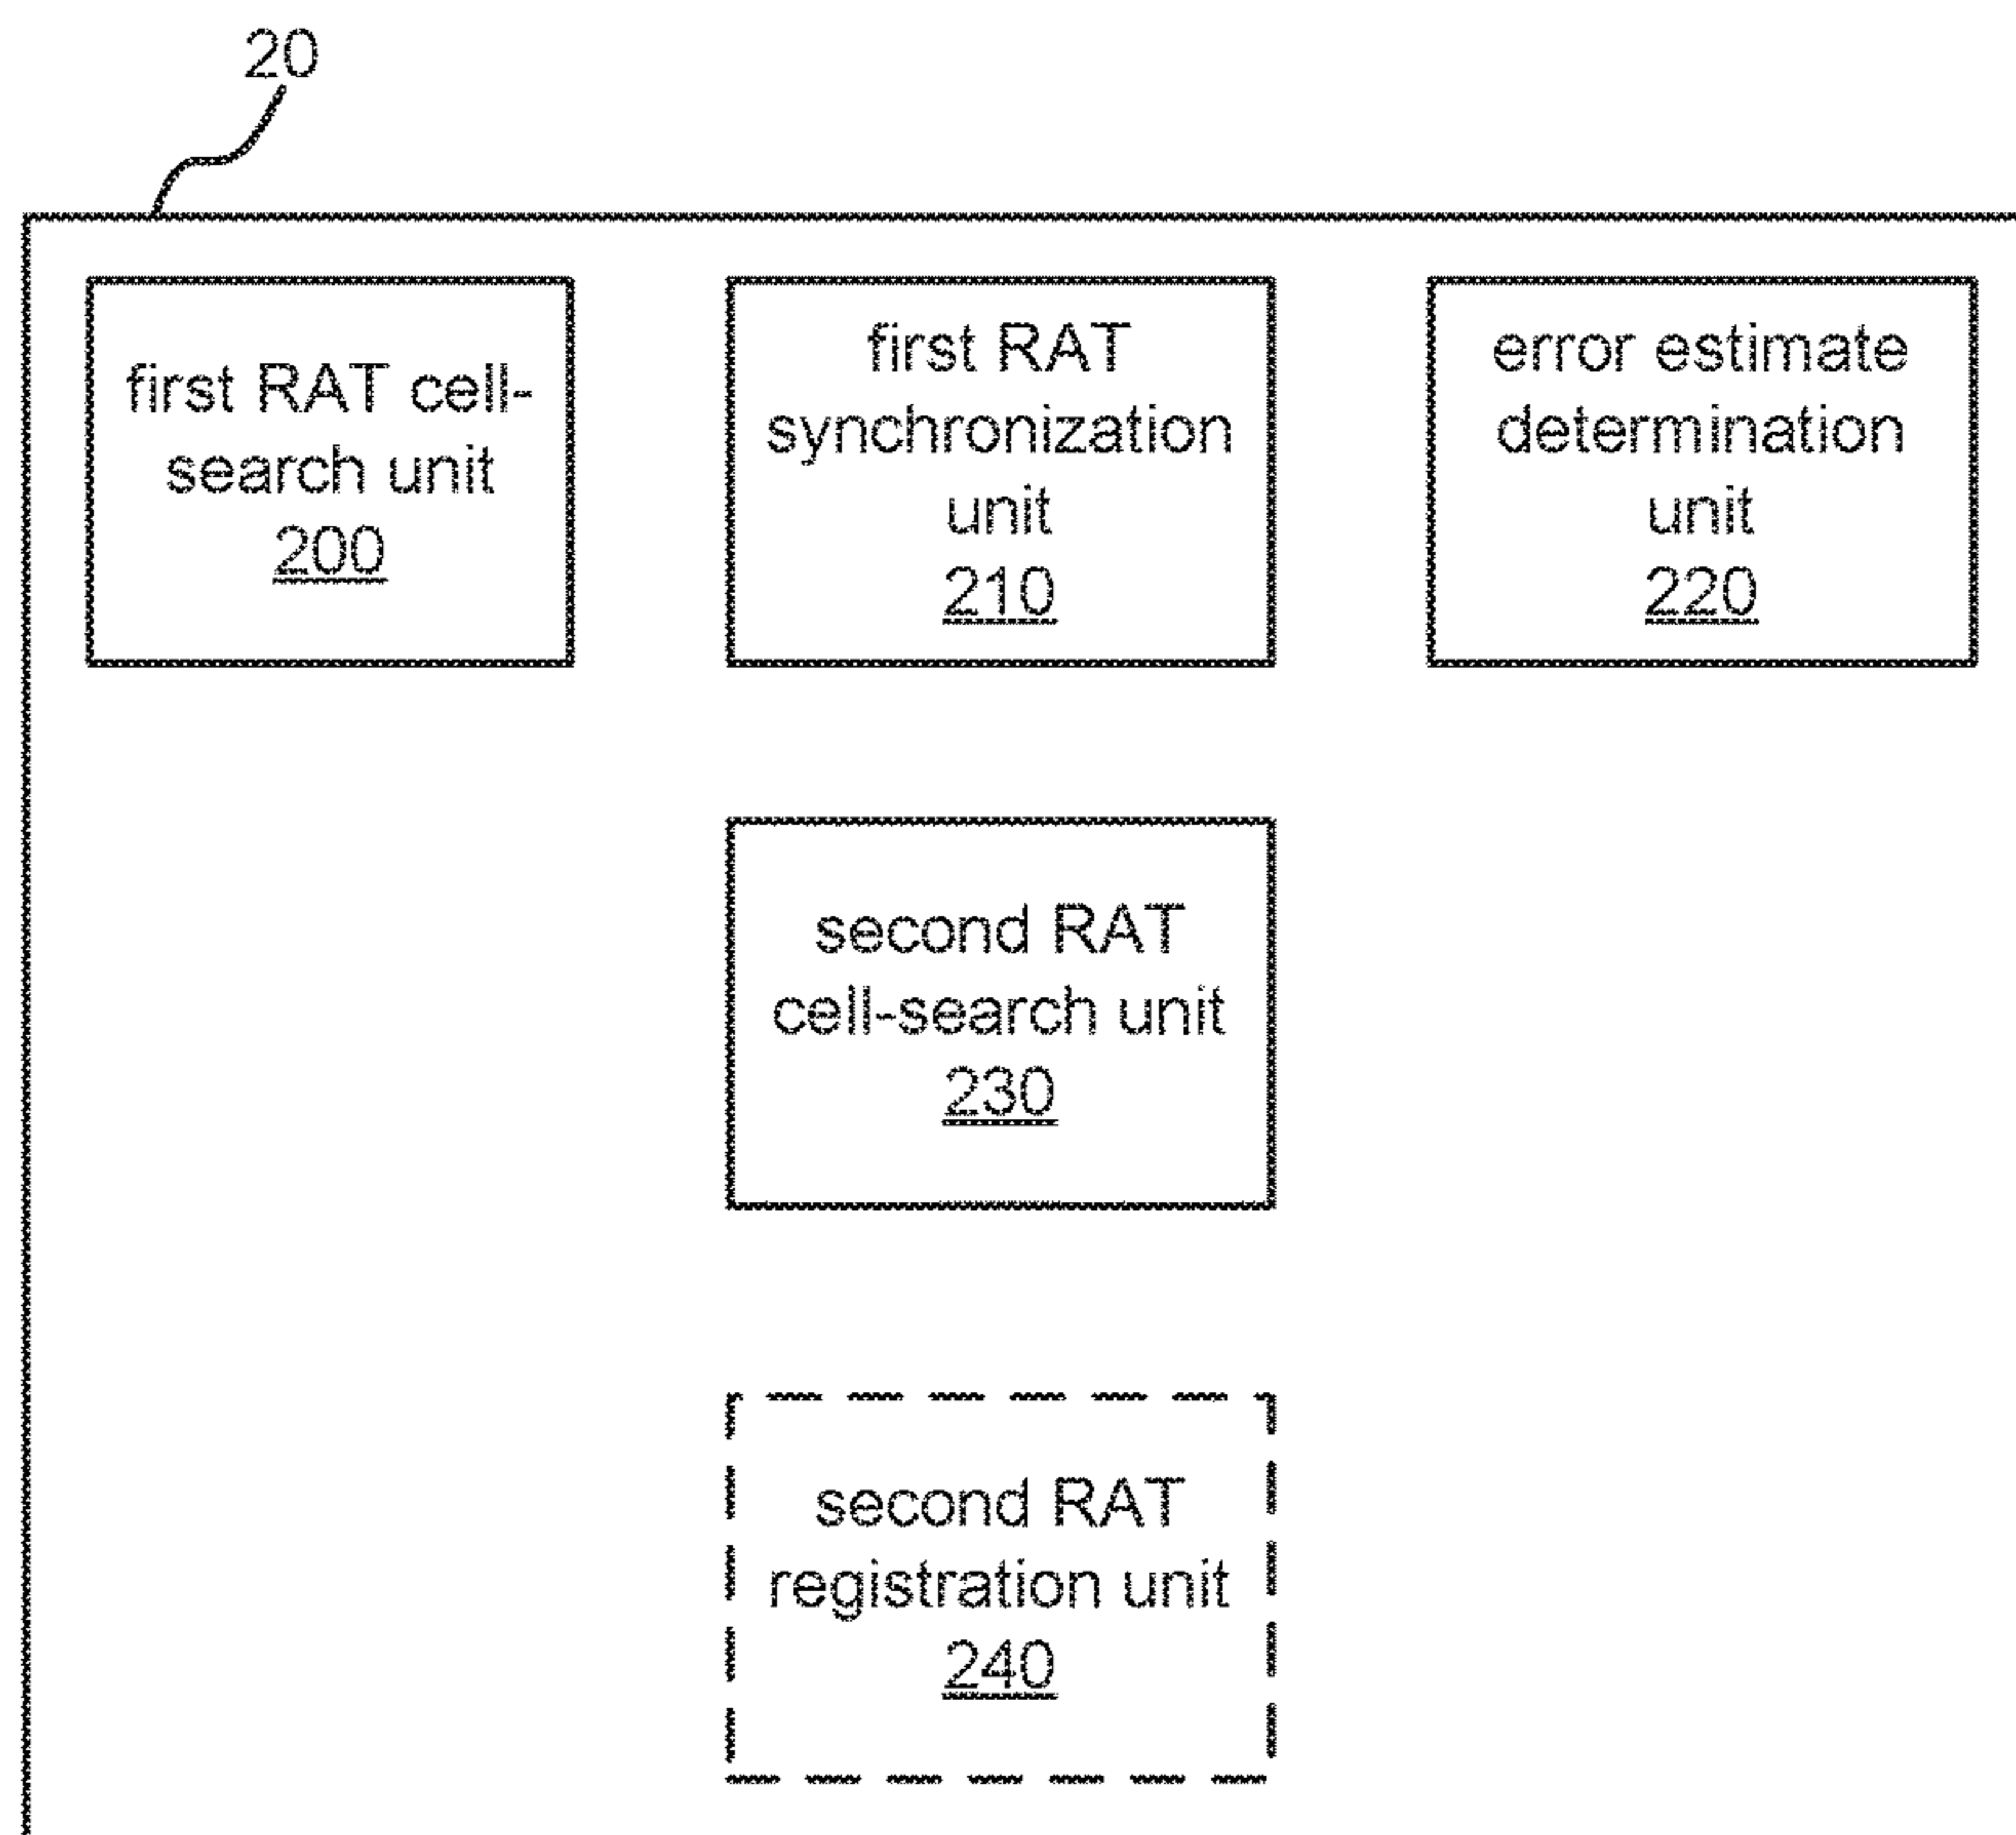 20
first RAT cell-
search unit
200
first RAT
synchronization
unit
210
error estimate
determination
unit
220
second RAT
cell-search unit
230
second RAT
registration unit
240